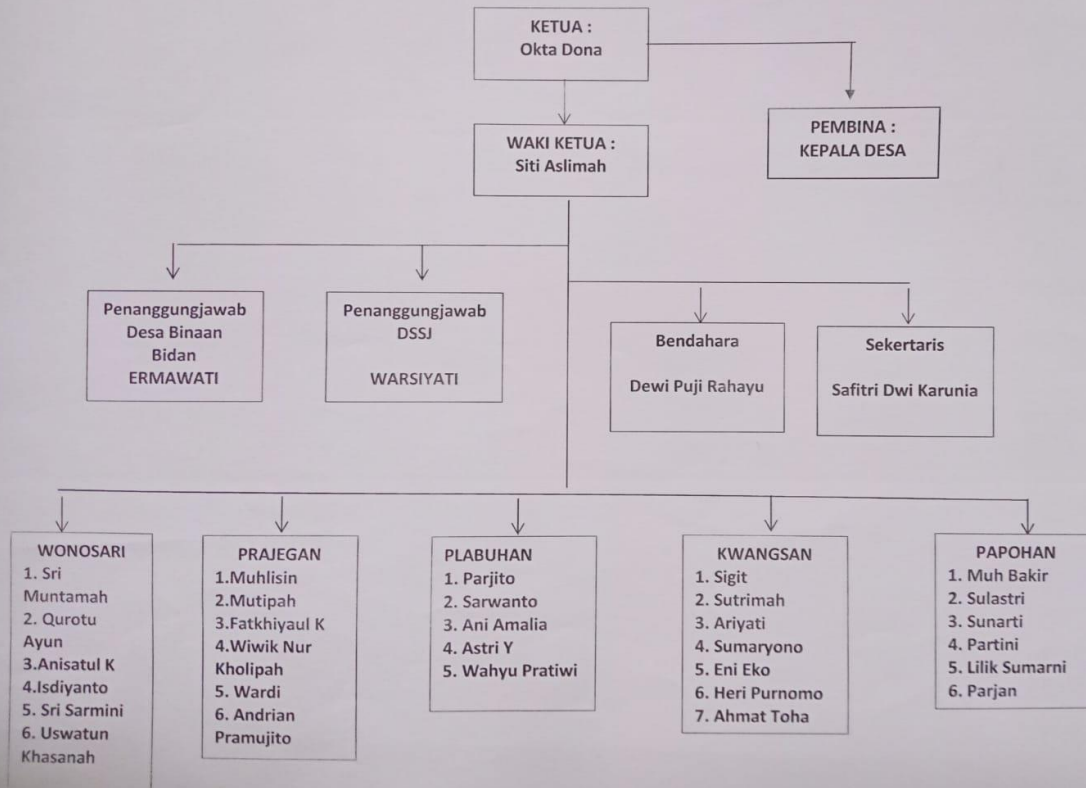 KETUA :
Okta Dona
WAKI KETUA :
Siti Aslimah
PEMBINA :
KEPALA DESA
Penanggungjawab
Desa Binaan
Bidan
ERMAWATI
Penanggungjawab
DSSJ
WARSIYATI
Bendahara
Dewi Puji Rahayu
Sekertaris
Safitri Dwi Karunia
WONOSARI
1. Sri
Muntamah
2. Qurotu
Ayun
3.Anisatul K
4.Isdiyanto
5. Sri Sarmini
6. Uswatun
Khasanah
PRAJEGAN
1.Muhlisin
2.Mutipah
3.Fatkhiyaul K
4.Wiwik Nur
Kholipah
5. Wardi
6. Andrian
Pramujito
PLABUHAN
1. Parjito
2. Sarwanto
3. Ani Amalia
4. Astri Y
5. Wahyu Pratiwi
KWANGSAN
1. Sigit
2. Sutrimah
3. Ariyati
4. Sumaryono
5. Eni Eko
6. Heri Purnomo
7. Ahmat Toha
PAPOHAN
1. Muh Bakir
2. Sulastri
3. Sunarti
4. Partini
5. Lilik Sumarni
6. Parjan